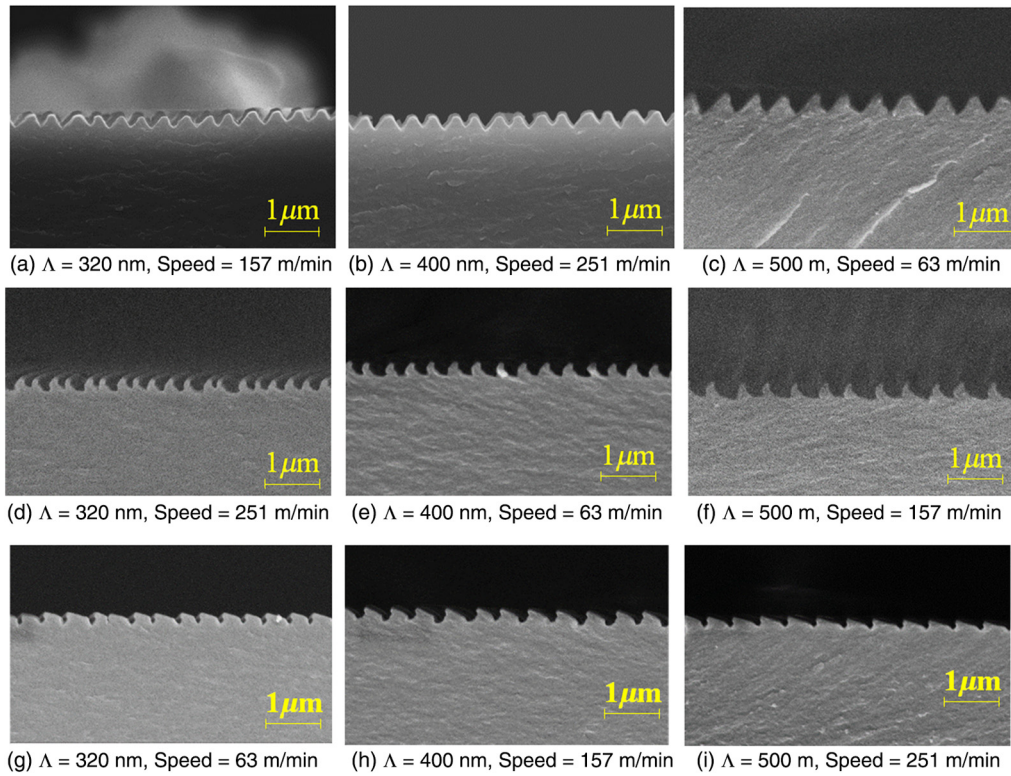 1μm 1μm 1μm
(a) Λ = 320 nm, Speed = 157 m/min (b) Λ = 400 nm, Speed = 251 m/min (c) Λ = 500 m, Speed = 63 m/min
1μm 1μm 1μm
(d) Λ = 320 nm, Speed = 251 m/min (e) Λ = 400 nm, Speed = 63 m/min (f) Λ = 500 m, Speed = 157 m/min
1μm 1μm 1μm
(g) Λ = 320 nm, Speed = 63 m/min (h) Λ = 400 nm, Speed = 157 m/min (i) Λ = 500 m, Speed = 251 m/min